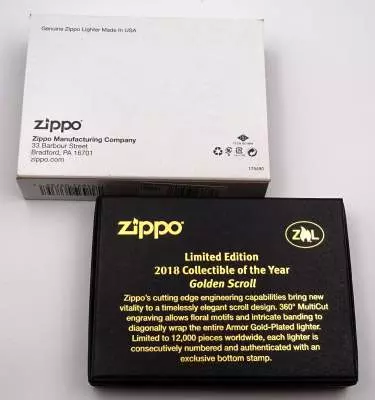 Genuine Zippo Lighter Made In USA
zippo
Zippo Manufacturing Company
33 Barbour Street
Bradford, PA 16701
zippo.com
zippo
Limited Edition
2018 Collectible of the Year
Golden Scroll
Zippo's cutting edge engineering capabilities bring new
vitality to a timelessly elegant scroll design. 360° MultiCut
engraving allows floral motifs and intricate banding to
diagonally wrap the entire Armor Gold-Plated lighter.
Limited to 12,000 pieces worldwide, each lighter is
consecutively numbered and authenticated with an
exclusive bottom stamp.